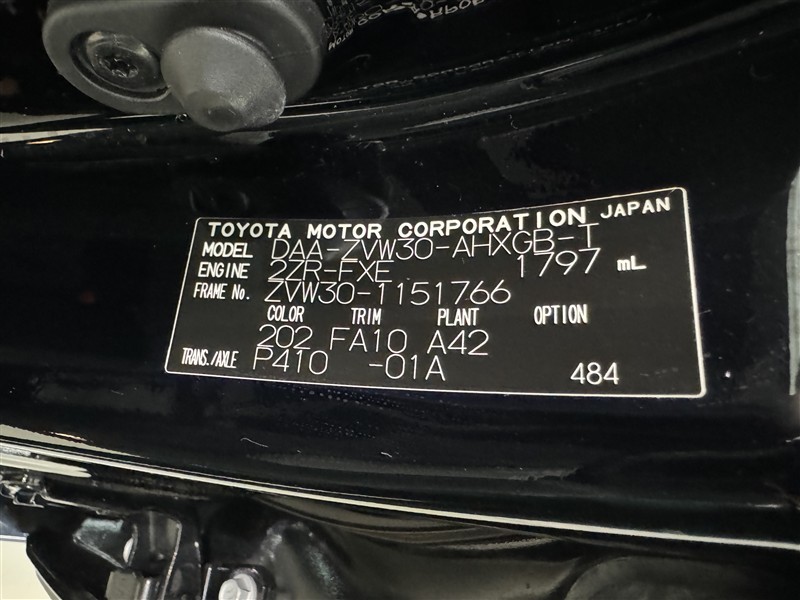 TOYOTA MOTOR CORPORATION JAPAN
MODEL DAA-ZVW30-AHXGB-T
ENGINE 2ZR-FXE 1797 mL
FRAME No. ZVW30-1151766
COLOR TRIM PLANT OPTION
202 FA10 A42
TRANS./AXLE P410 -01A 484